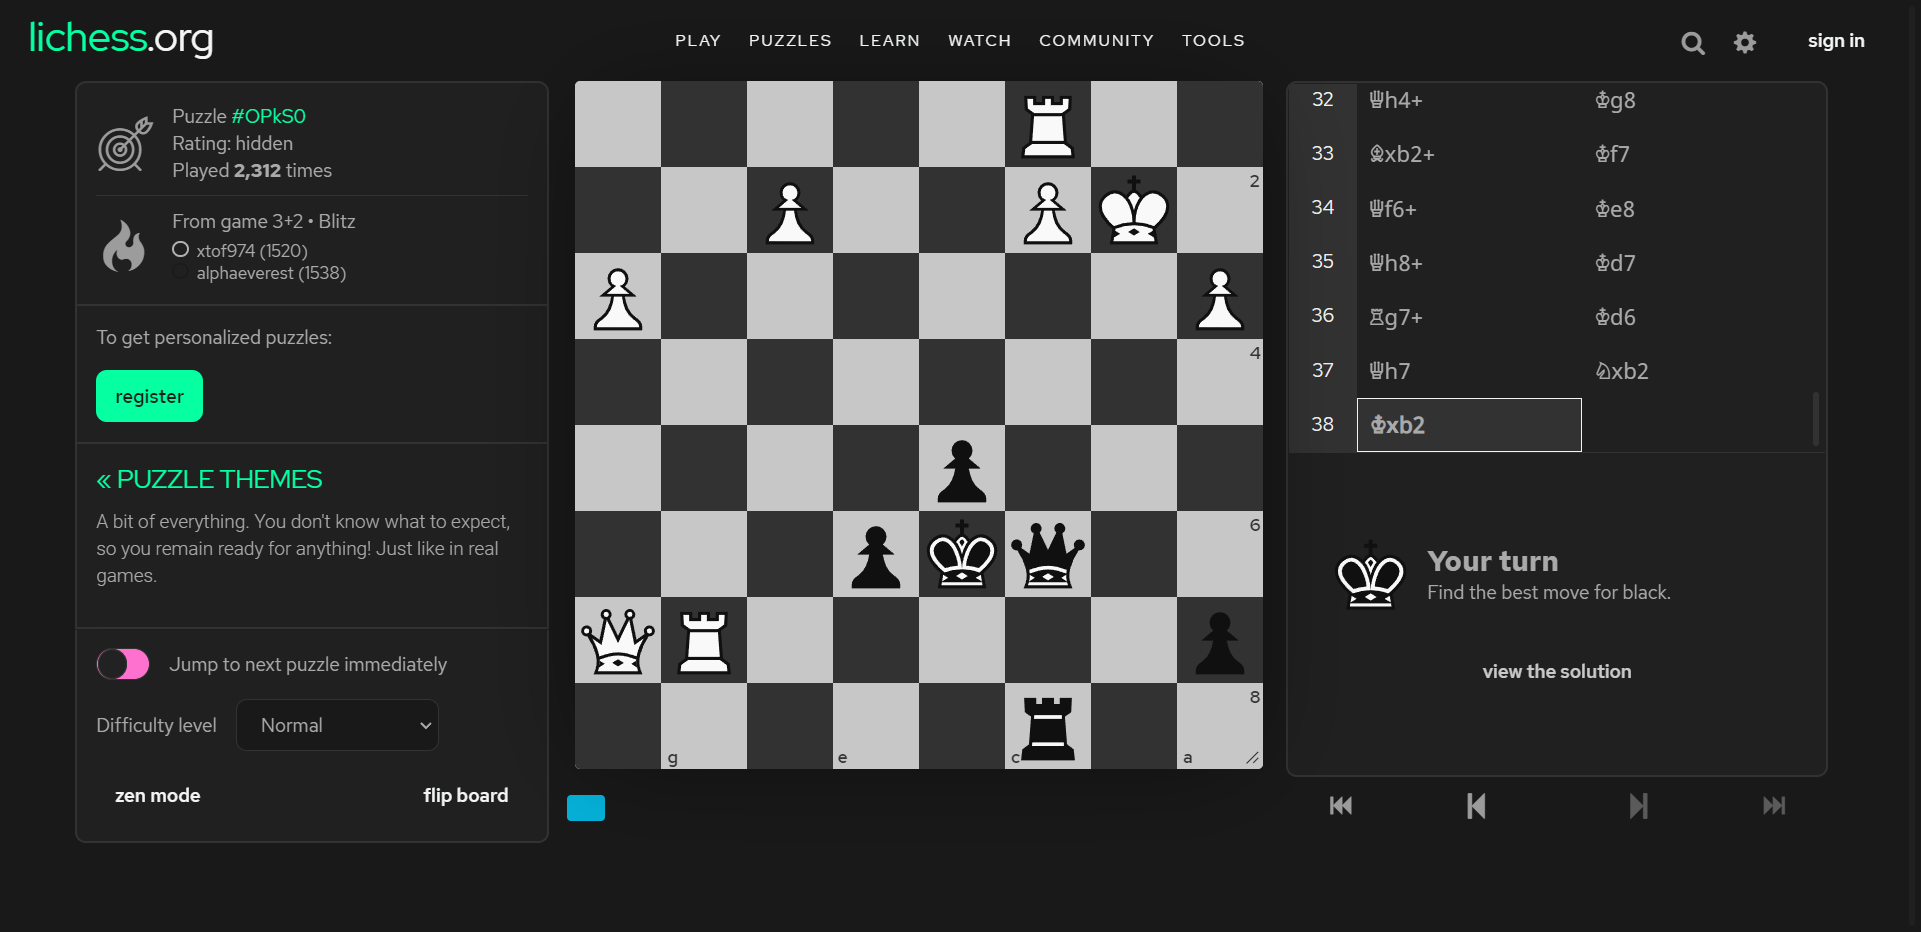 lichess.org
PLAY PUZZLES LEARN WATCH COMMUNITY TOOLS
sign in
Puzzle #OPkS0
Rating: hidden
Played 2,312 times
From game 3+2 • Blitz
xtof974 (1520)
alphaeverest (1538)
To get personalized puzzles:
register
« PUZZLE THEMES
A bit of everything. You don't know what to expect,
so you remain ready for anything! Just like in real
games.
Jump to next puzzle immediately
Difficulty level Normal
zen mode flip board
2
4
6
8
g e c a
32 ♕h4+ ♔g8
33 ♗xb2+ ♔f7
34 ♕f6+ ♔e8
35 ♕h8+ ♔d7
36 ♖g7+ ♔d6
37 ♕h7 ♘xb2
38 ♔xb2
Your turn
Find the best move for black.
view the solution